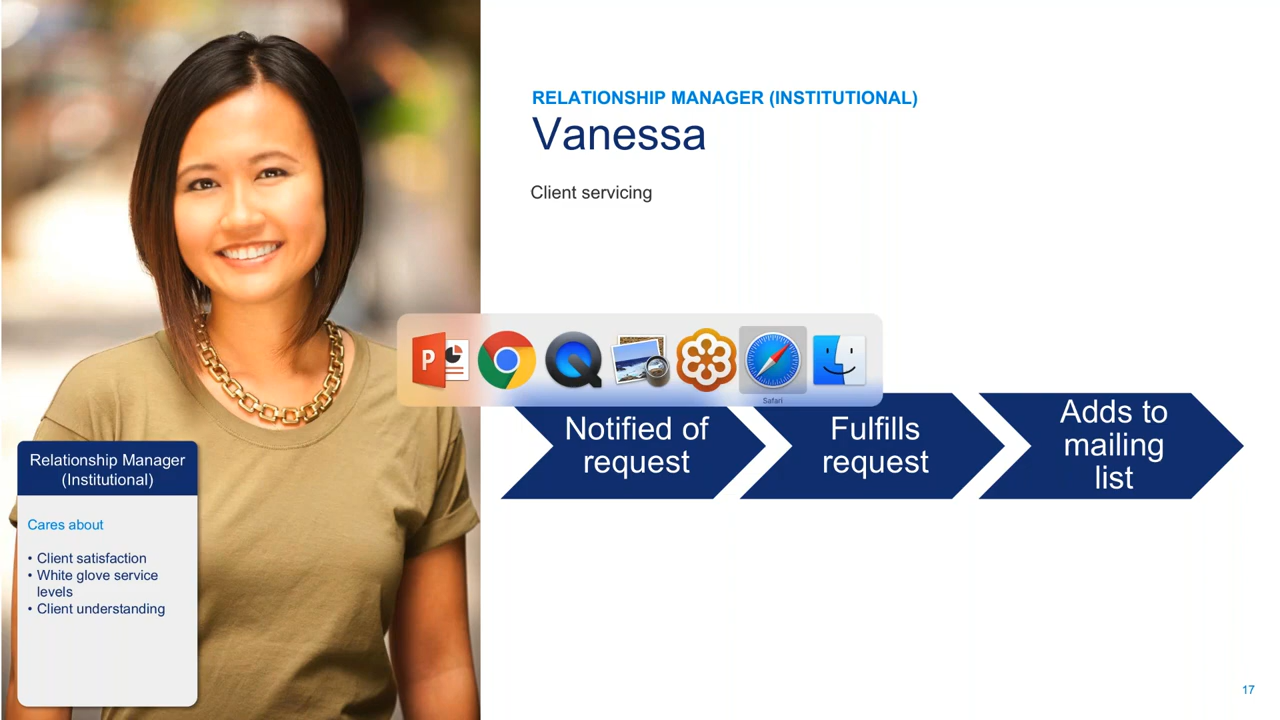 RELATIONSHIP MANAGER (INSTITUTIONAL)
Vanessa
Client servicing
P
Safari
Notified of
request
Fulfills
request
Adds to
mailing
list
Relationship Manager
(Institutional)
Cares about
• Client satisfaction
• White glove service
levels
• Client understanding
17